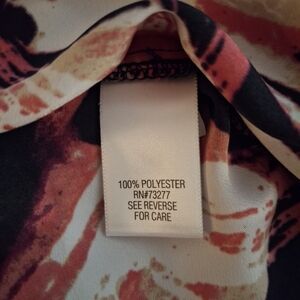 100% POLYESTER
RN#73277
SEE REVERSE
FOR CARE